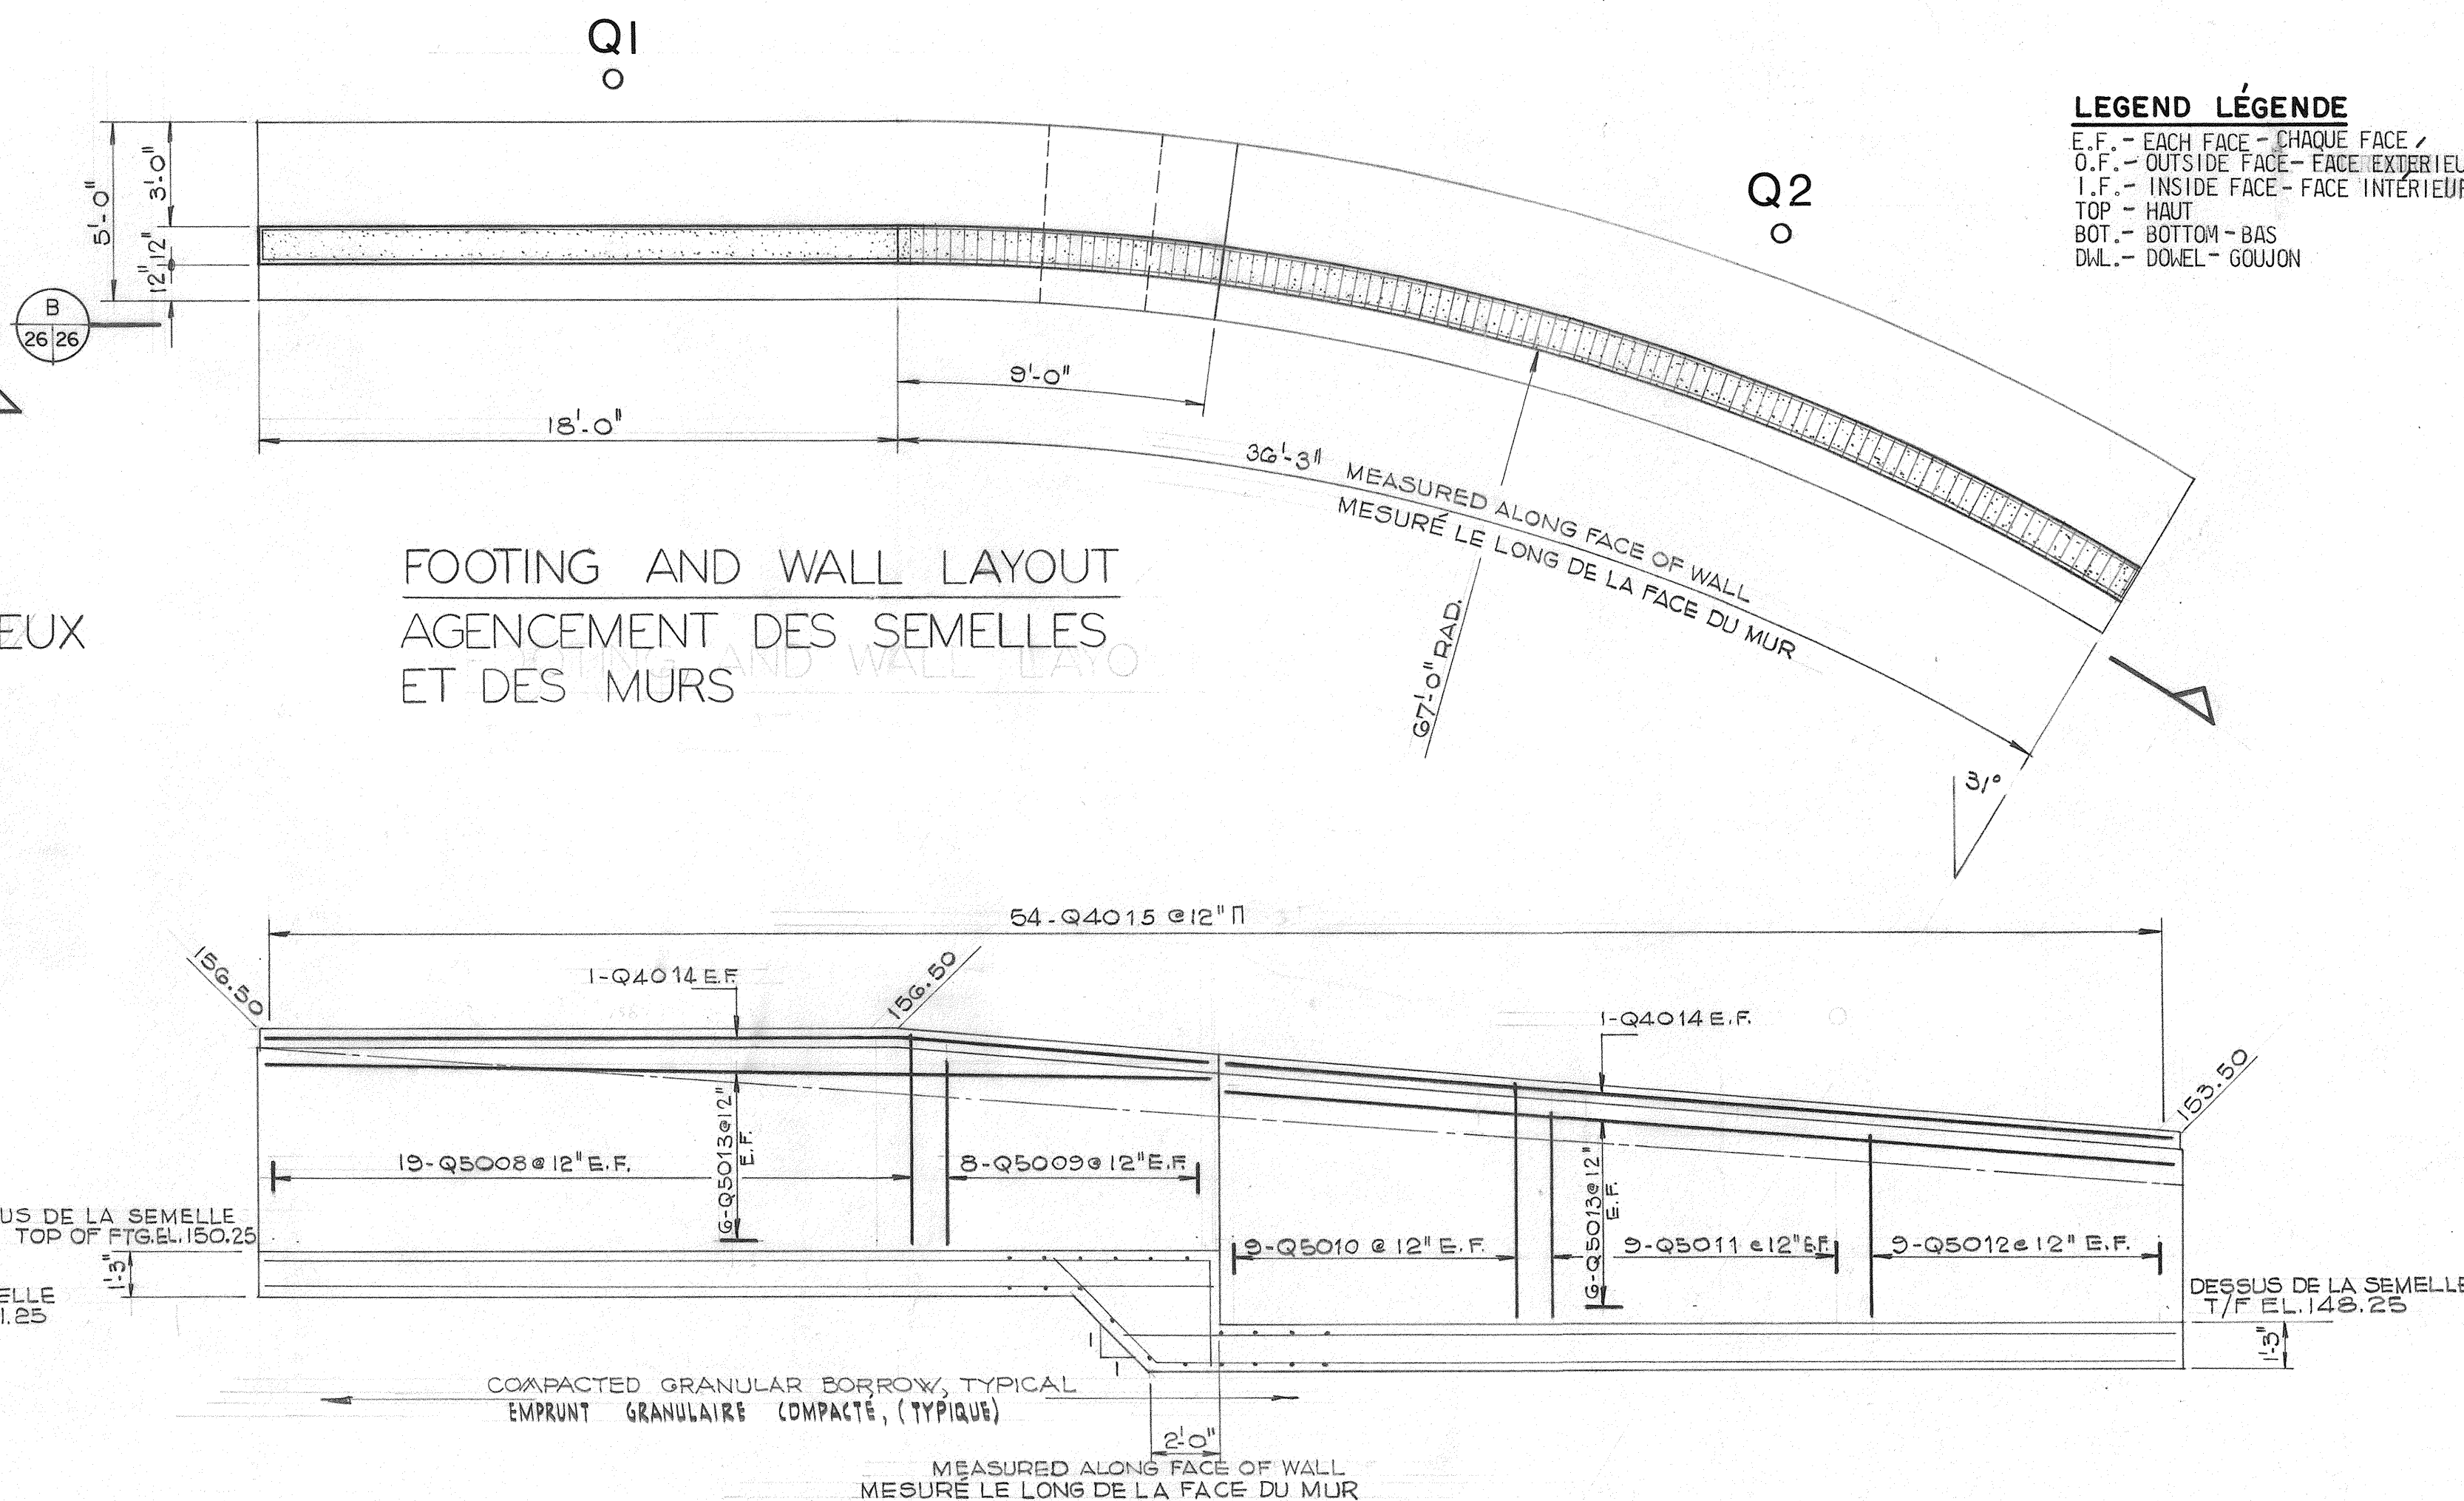 Q1
Q2
LEGEND LÉGENDE
E.F.- EACH FACE - CHAQUE FACE
O.F.- OUTSIDE FACE- FACE EXTERIEU
I.F.- INSIDE FACE- FACE INTÉRIEUR
TOP - HAUT
BOT.- BOTTOM-BAS
DWL.- DOWEL- GOUJON
5'-0"
3'-0"
12"
12"
B
26 26
9'-0"
18'-0"
36'-3" MEASURED ALONG FACE OF WALL
MESURÉ LE LONG DE LA FACE DU MUR
67'-0" RAD.
31°
FOOTING AND WALL LAYOUT
AGENCEMENT DES SEMELLES
ET DES MURS
EUX
54-Q4015 @12" Π
156.50
1-Q4014 E.F.
156.50
1-Q4014 E.F.
153.50
19-Q5008@12"E.F.
6-Q5013@12"
E.F.
8-Q5009@12"E.F.
9-Q5010 @ 12" E.F.
6-Q5013@12"
E.F.
9-Q5011 @12"E.F.
9-Q5012@12" E.F.
US DE LA SEMELLE
TOP OF FTG.EL.150.25
1'-3"
ELLE
1.25
DESSUS DE LA SEMELLE
T/F EL.148.25
1'-3"
1
1
COMPACTED GRANULAR BORROW, TYPICAL
EMPRUNT GRANULAIRE COMPACTÉ, (TYPIQUE)
2'-0"
MEASURED ALONG FACE OF WALL
MESURÉ LE LONG DE LA FACE DU MUR